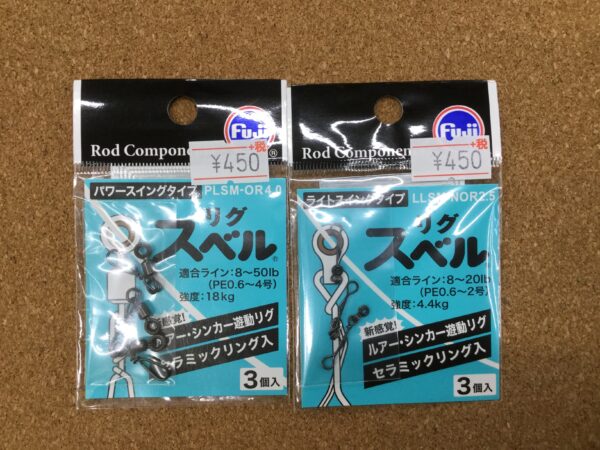 Fuji
Rod Componen
®
+税
¥450
パワースイングタイプ PLSM-OR4.0
リグ
スベル®
適合ライン:8〜50lb
(PE0.6〜4号)
強度:18kg
新感覚!
ルアー・シンカー遊動リグ
セラミックリング入
3個入
Fuji
Rod Compone
®
+税
¥450
ライトスイングタイプ
リグ
スベル
適合ライン:8〜20lb
(PE0.6〜2号)
強度:4.4kg
新感覚!
ルアー・シンカー遊動リグ
セラミックリング入
3個入